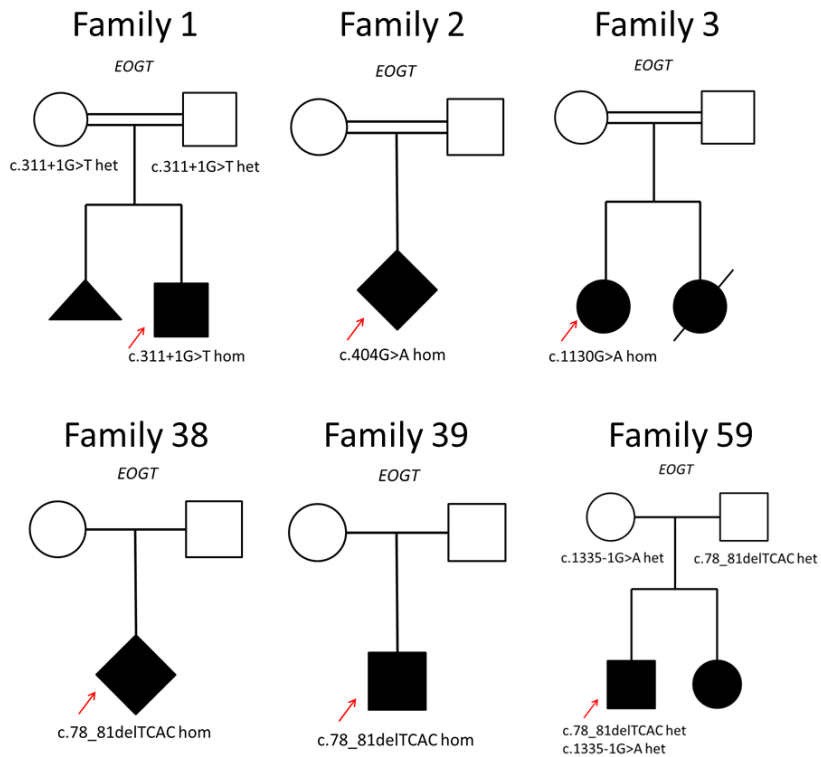 Family 1
EOGT
c.311+1G>T het
c.311+1G>T het
c.311+1G>T hom
Family 2
EOGT
c.404G>A hom
Family 3
EOGT
c.1130G>A hom
Family 38
EOGT
c.78_81delTCAC hom
Family 39
EOGT
c.78_81delTCAC hom
Family 59
EOGT
c.1335-1G>A het
c.78_81delTCAC het
c.78_81delTCAC het
c.1335-1G>A het